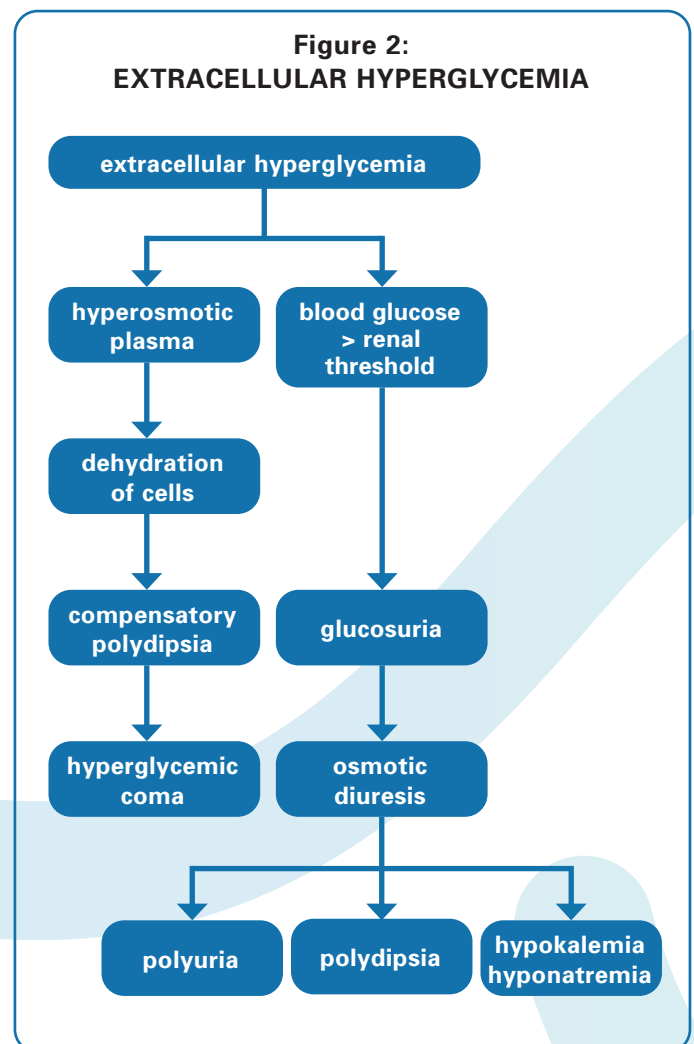 Figure 2:
EXTRACELLULAR HYPERGLYCEMIA
extracellular hyperglycemia
hyperosmotic
plasma
blood glucose
> renal
threshold
dehydration
of cells
compensatory
polydipsia
glucosuria
hyperglycemic
coma
osmotic
diuresis
polyuria
polydipsia
hypokalemia
hyponatremia